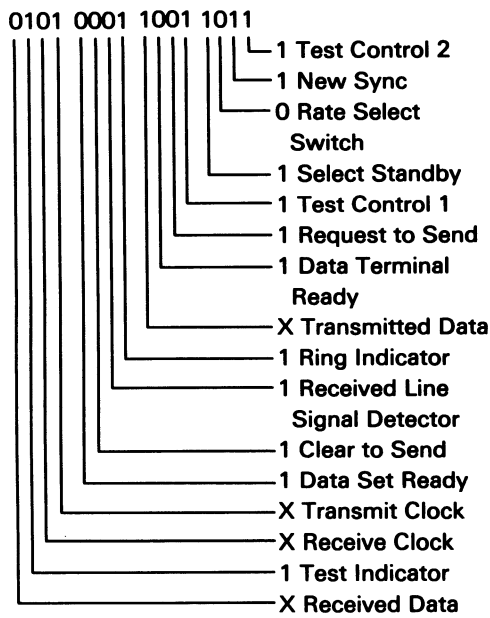 0101 0001 1001 1011
1 Test Control 2
1 New Sync
0 Rate Select
Switch
1 Select Standby
1 Test Control 1
1 Request to Send
1 Data Terminal
Ready
X Transmitted Data
1 Ring Indicator
1 Received Line
Signal Detector
1 Clear to Send
1 Data Set Ready
X Transmit Clock
X Receive Clock
1 Test Indicator
X Received Data